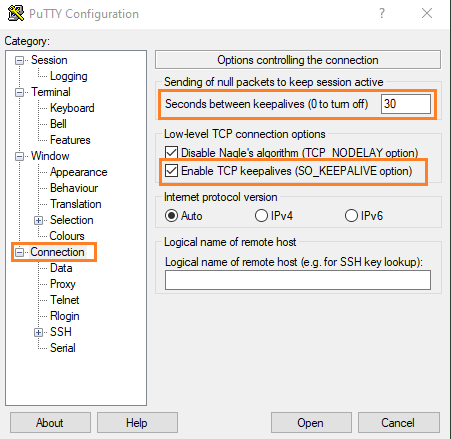 PuTTY Configuration
?
Category:
Session
Logging
Terminal
Keyboard
Bell
Features
Window
Appearance
Behaviour
Translation
Selection
Colours
Connection
Data
Proxy
Telnet
Rlogin
SSH
Serial
Options controlling the connection
Sending of null packets to keep session active
Seconds between keepalives (0 to turn off) 30
Low-level TCP connection options
Disable Nagle's algorithm (TCP_NODELAY option)
Enable TCP keepalives (SO_KEEPALIVE option)
Internet protocol version
Auto IPv4 IPv6
Logical name of remote host
Logical name of remote host (e.g. for SSH key lookup):
About Help Open Cancel